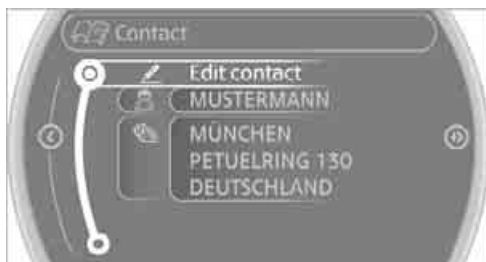 Contact
Edit contact
MUSTERMANN
MÜNCHEN
PETUELRING 130
DEUTSCHLAND